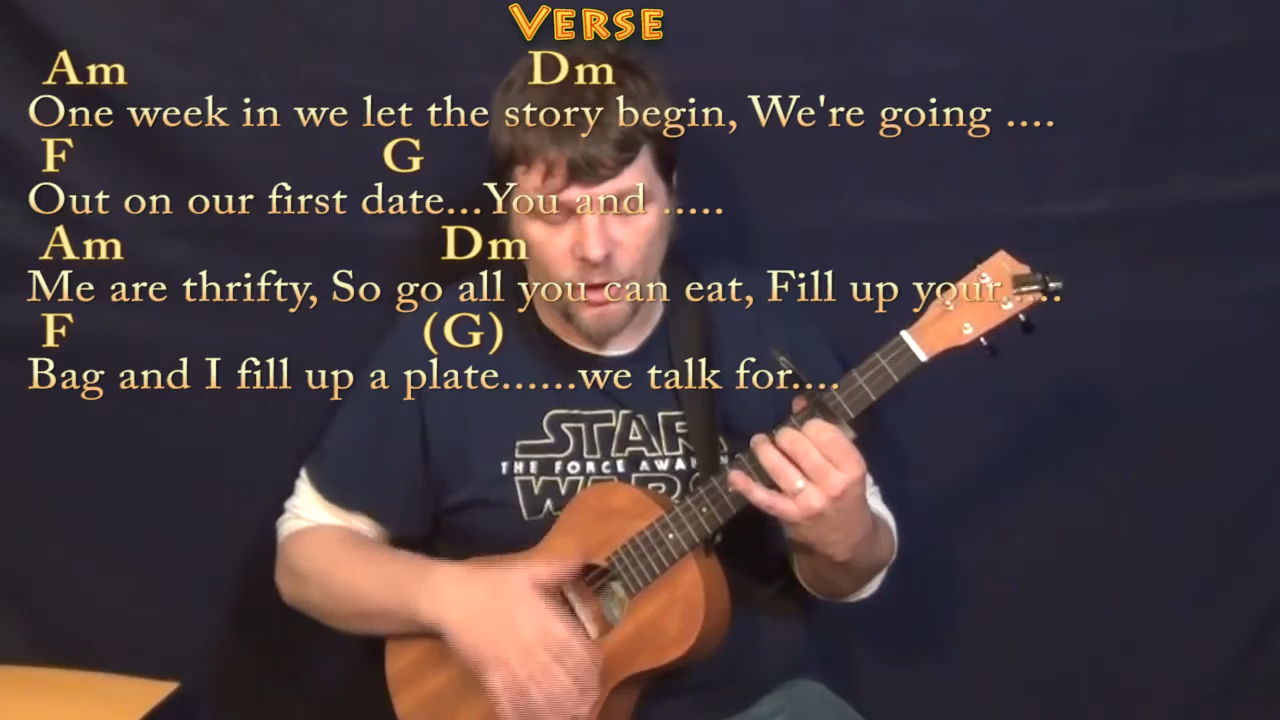 VERSE
Am Dm
One week in we let the story begin, We're going ....
F G
Out on our first date...You and .....
Am Dm
Me are thrifty, So go all you can eat, Fill up your.....
F (G)
Bag and I fill up a plate......we talk for....
STAR
THE FORCE AWA
WARS